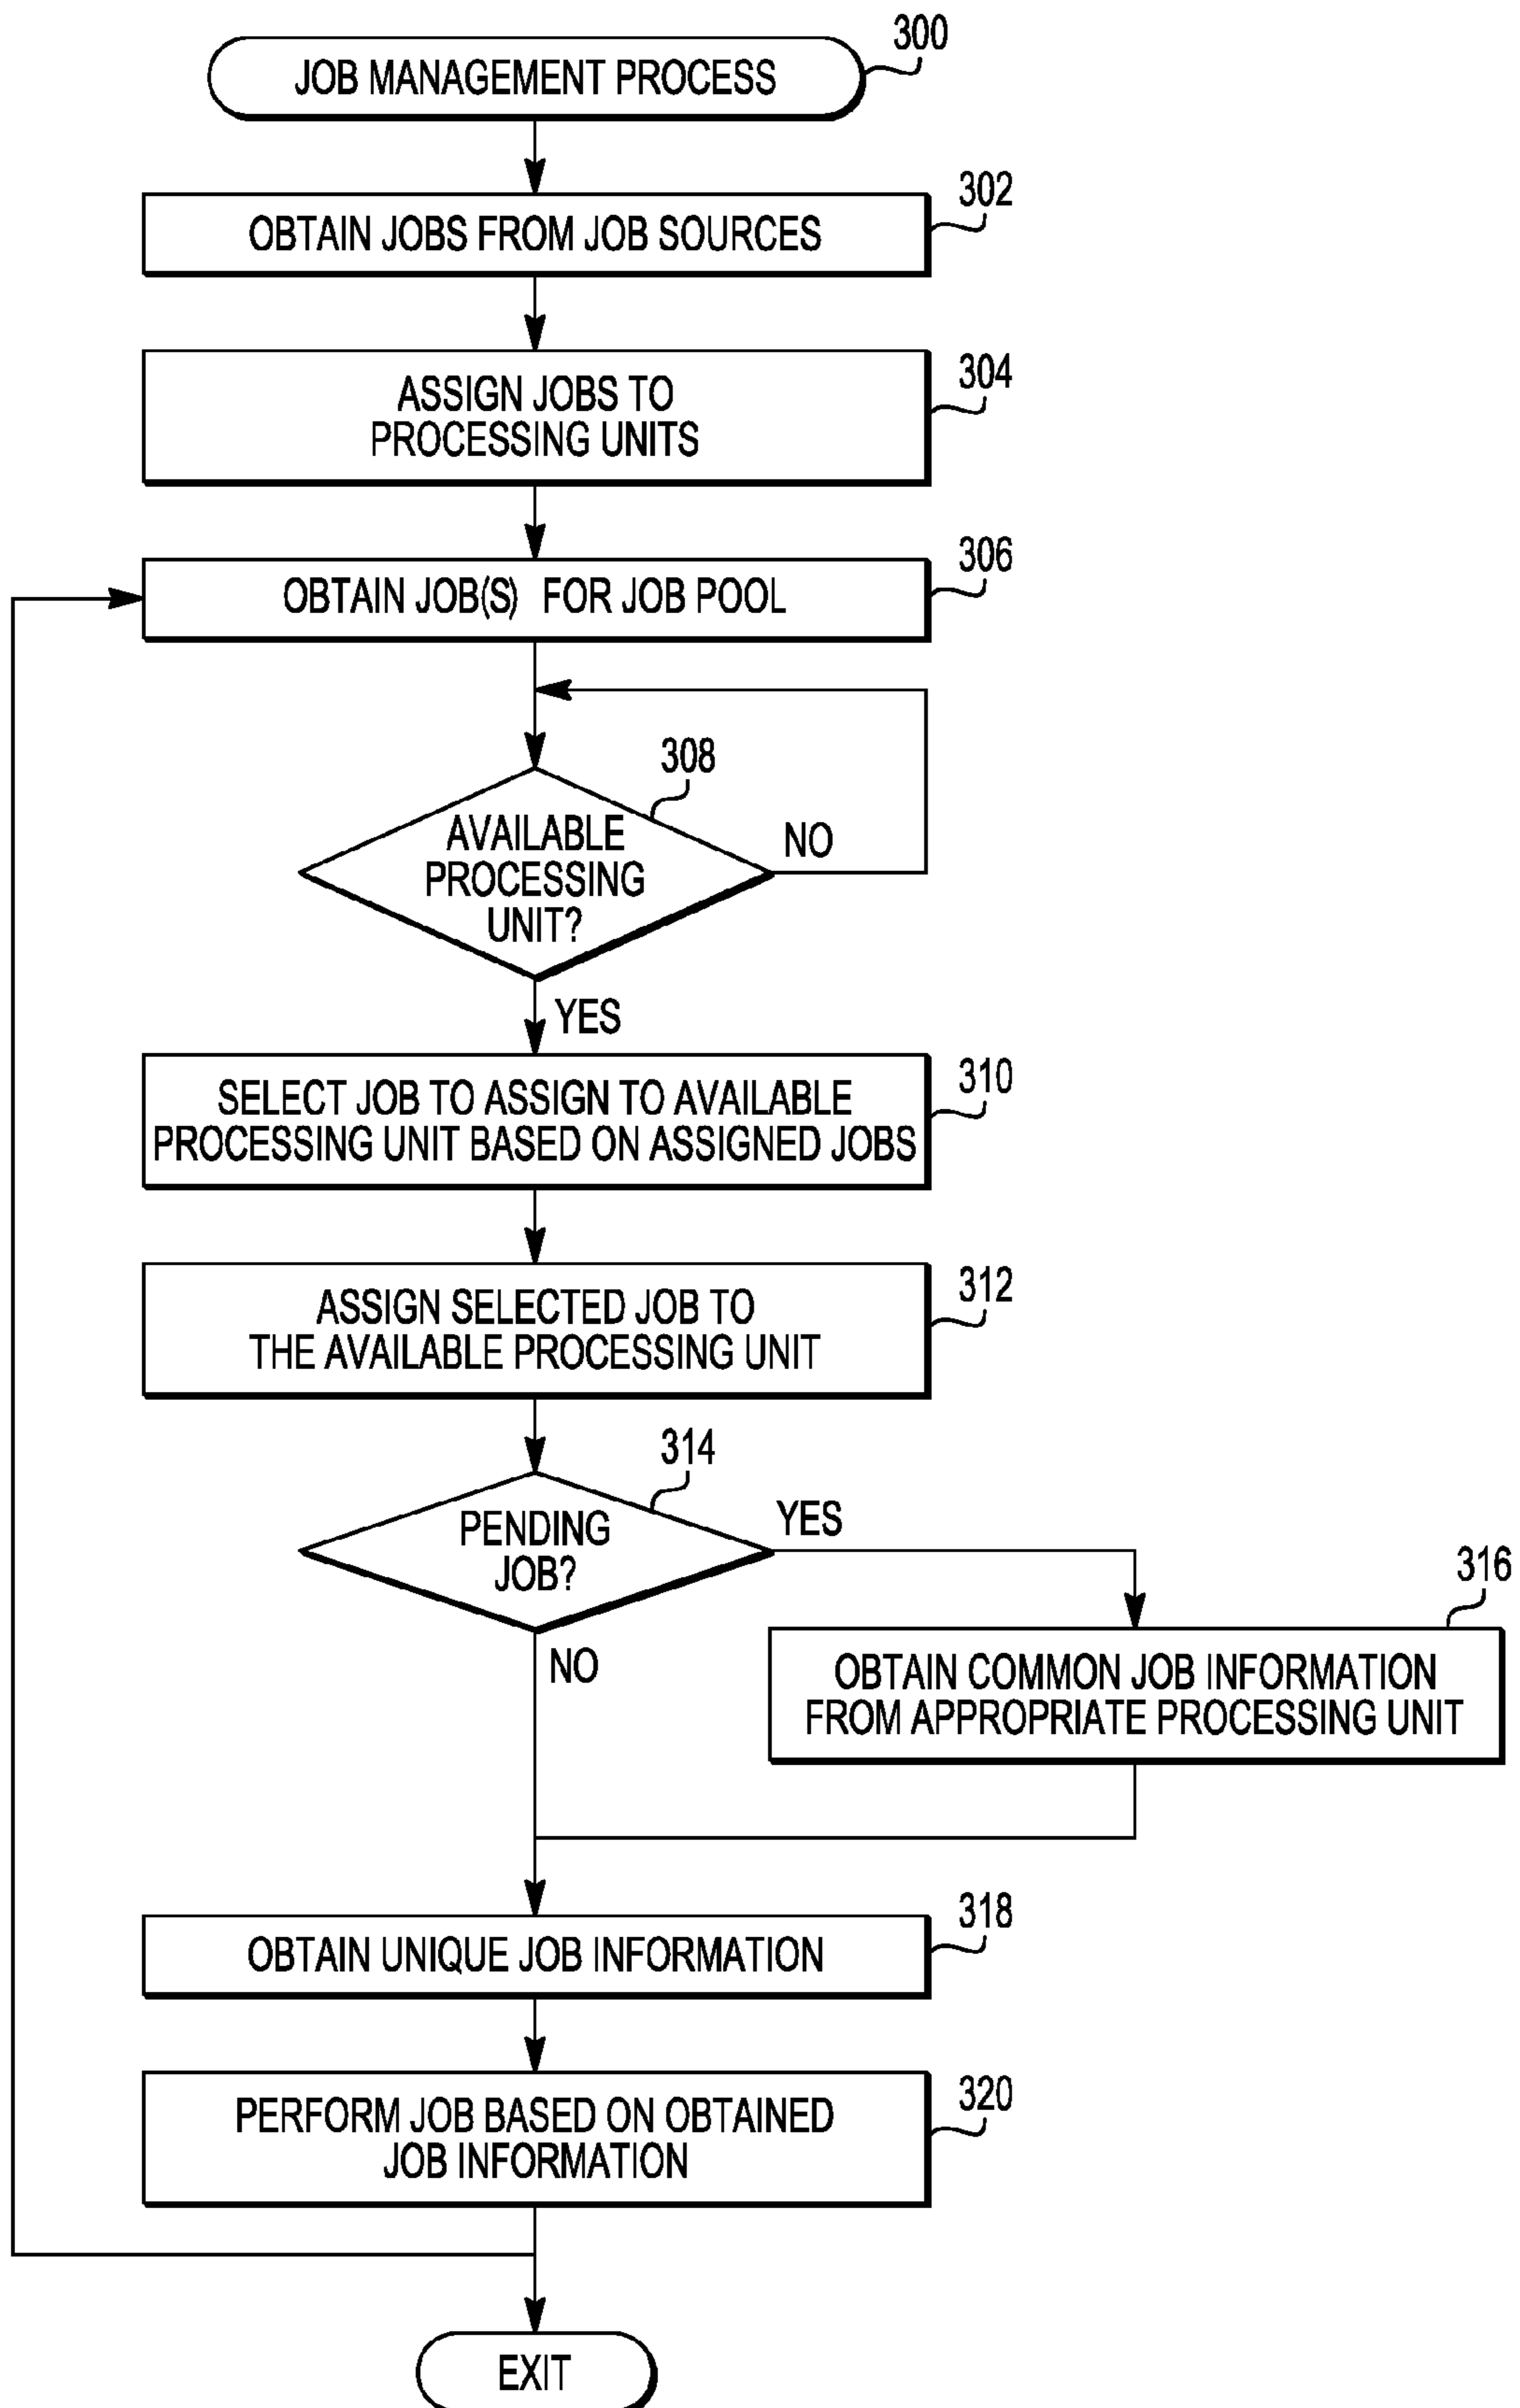 300
JOB MANAGEMENT PROCESS
302
OBTAIN JOBS FROM JOB SOURCES
304
ASSIGN JOBS TO
PROCESSING UNITS
306
OBTAIN JOB(S) FOR JOB POOL
308
AVAILABLE
PROCESSING
UNIT?
NO
YES
310
SELECT JOB TO ASSIGN TO AVAILABLE
PROCESSING UNIT BASED ON ASSIGNED JOBS
312
ASSIGN SELECTED JOB TO
THE AVAILABLE PROCESSING UNIT
314
PENDING
JOB?
YES
NO
316
OBTAIN COMMON JOB INFORMATION
FROM APPROPRIATE PROCESSING UNIT
318
OBTAIN UNIQUE JOB INFORMATION
320
PERFORM JOB BASED ON OBTAINED
JOB INFORMATION
EXIT